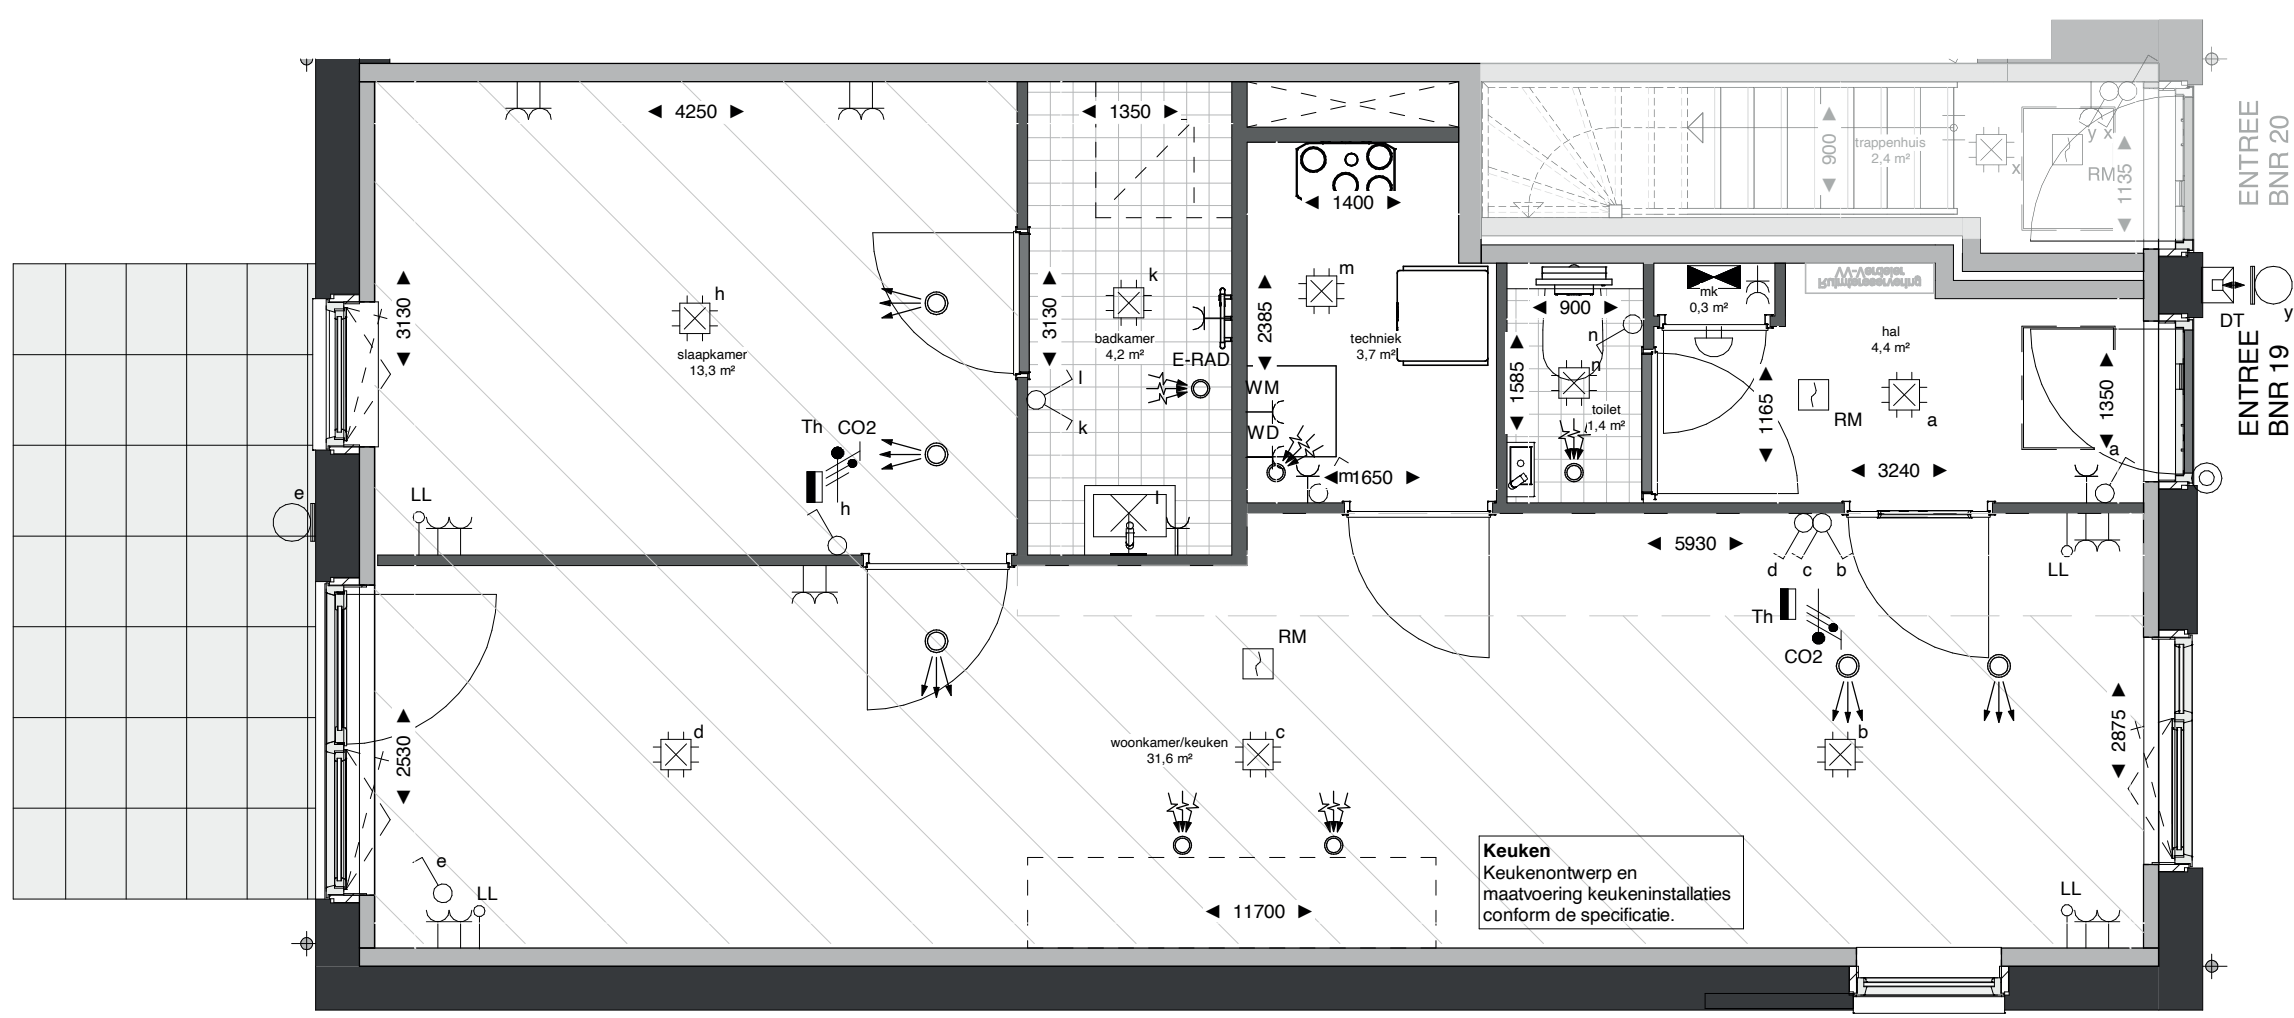 4250
1350
900
trappenhuis
2,4 m²
x
y x
RM
1135
ENTREE
BNR 20
1400
3130
h
slaapkamer
13,3 m²
3130
k
badkamer
4,2 m²
E-RAD
l
k
2385
m
techniek
3,7 m²
WM
WD
m
1650
900
n
n
1585
toilet
1,4 m²
mk
0,3 m²
Ruimtereservering
VV-Verdeler
hal
4,4 m²
1165
RM
a
3240
1350
a
DT
y
ENTREE
BNR 19
Th CO2
h
LL
e
l
5930
d c b
Th
CO2
LL
RM
2530
d
woonkamer/keuken
31,6 m²
c
b
2875
e
LL
11700
Keuken
Keukenontwerp en
maatvoering keukeninstallaties
conform de specificatie.
LL